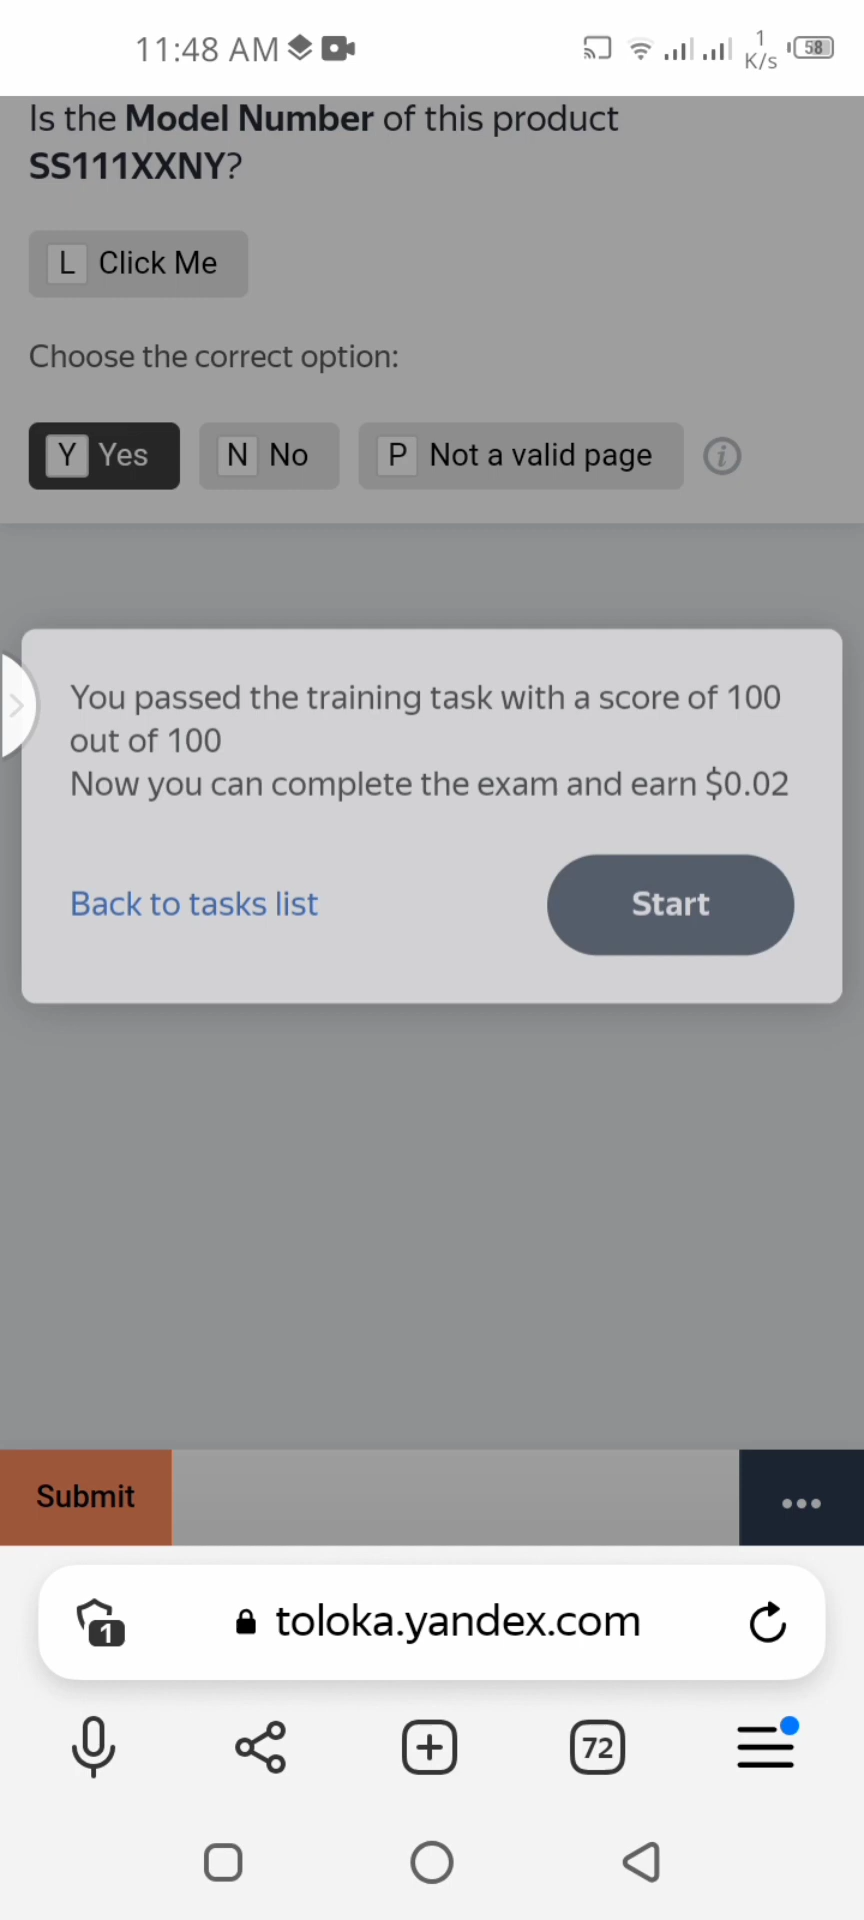 11:48 AM
1
K/s
58
Is the Model Number of this product
SS111XXNY?
L Click Me
Choose the correct option:
Y Yes
N No
P Not a valid page
i
You passed the training task with a score of 100
out of 100
Now you can complete the exam and earn $0.02
Back to tasks list
Start
Submit
1
toloka.yandex.com
72